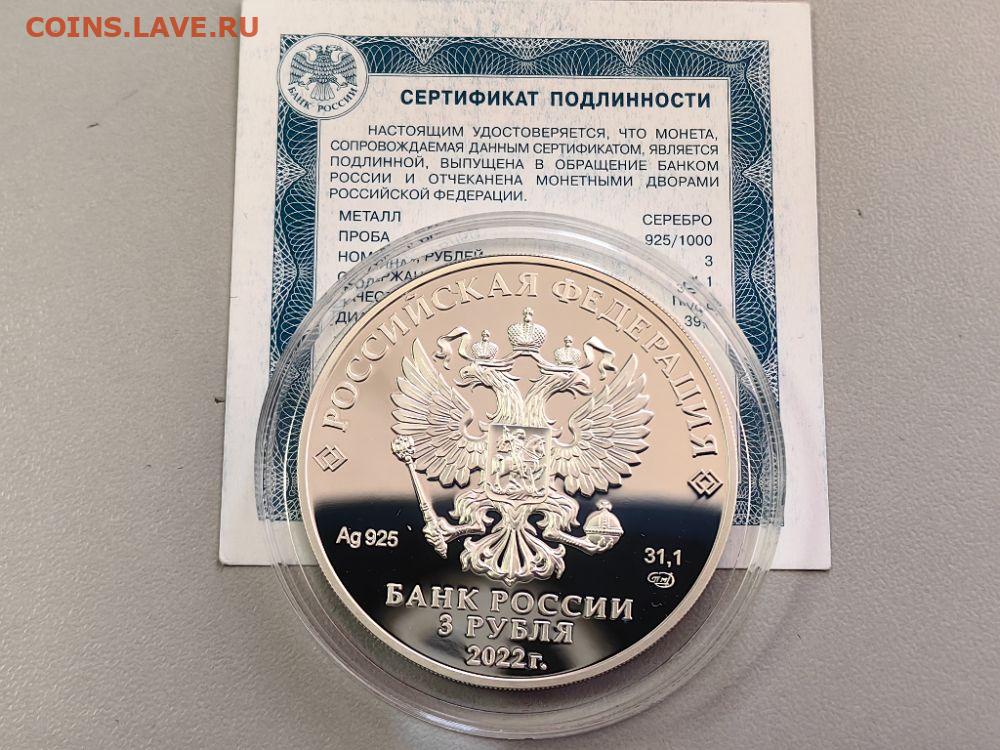 COINS.LAVE.RU
БАНК РОССИИ
СЕРТИФИКАТ ПОДЛИННОСТИ
НАСТОЯЩИМ УДОСТОВЕРЯЕТСЯ, ЧТО МОНЕТА,
СОПРОВОЖДАЕМАЯ ДАННЫМ СЕРТИФИКАТОМ, ЯВЛЯЕТСЯ
ПОДЛИННОЙ, ВЫПУЩЕНА В ОБРАЩЕНИЕ БАНКОМ
РОССИИ И ОТЧЕКАНЕНА МОНЕТНЫМИ ДВОРАМИ
РОССИЙСКОЙ ФЕДЕРАЦИИ.
МЕТАЛЛ СЕРЕБРО
ПРОБА 925/1000
РУБЛЕЙ 3
РОССИЙСКАЯ ФЕДЕРАЦИЯ
Ag 925 31,1
БАНК РОССИИ
3 РУБЛЯ
2022 г.